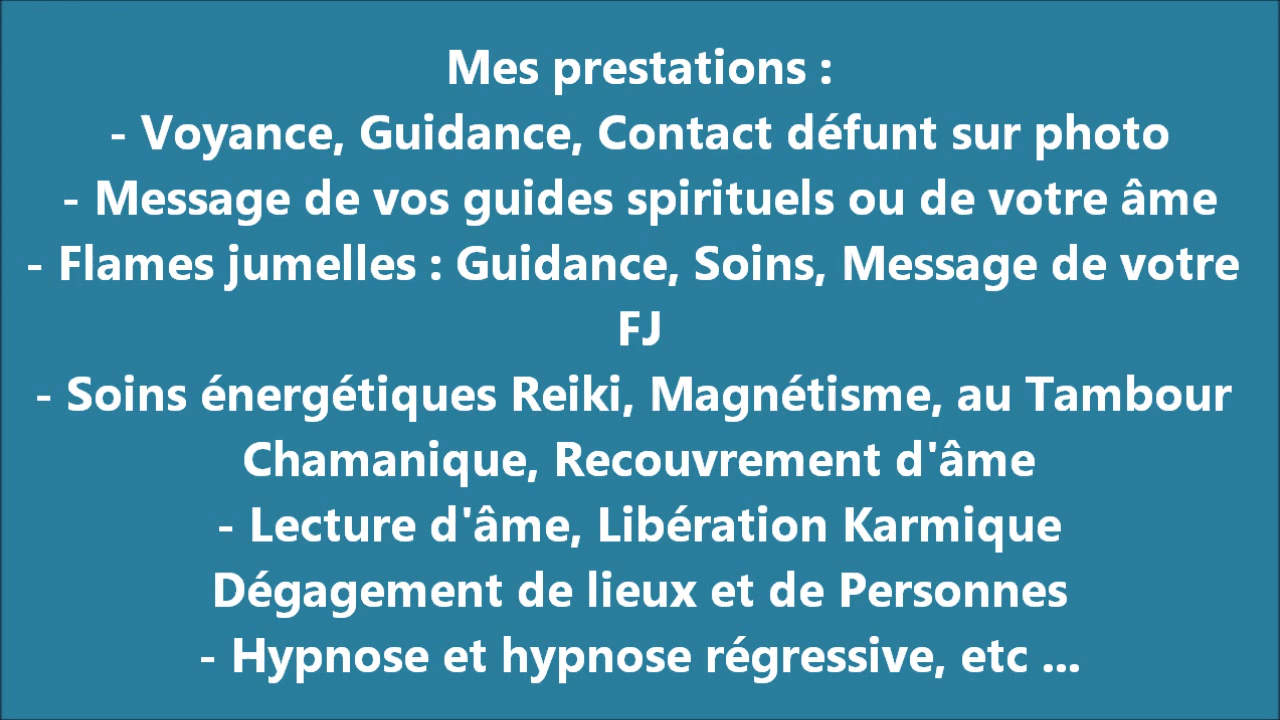 Mes prestations :
- Voyance, Guidance, Contact défunt sur photo
- Message de vos guides spirituels ou de votre âme
- Flames jumelles : Guidance, Soins, Message de votre
FJ
- Soins énergétiques Reiki, Magnétisme, au Tambour
Chamanique, Recouvrement d'âme
- Lecture d'âme, Libération Karmique
Dégagement de lieux et de Personnes
- Hypnose et hypnose régressive, etc ...